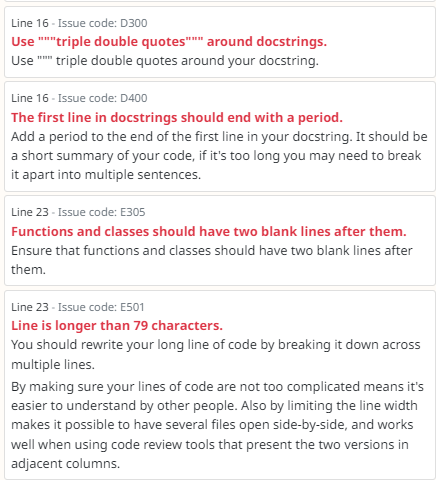 Line 16 - Issue code: D300
Use """triple double quotes""" around docstrings.
Use """ triple double quotes around your docstring.
Line 16 - Issue code: D400
The first line in docstrings should end with a period.
Add a period to the end of the first line in your docstring. It should be
a short summary of your code, if it's too long you may need to break
it apart into multiple sentences.
Line 23 - Issue code: E305
Functions and classes should have two blank lines after them.
Ensure that functions and classes should have two blank lines after
them.
Line 23 - Issue code: E501
Line is longer than 79 characters.
You should rewrite your long line of code by breaking it down across
multiple lines.
By making sure your lines of code are not too complicated means it's
easier to understand by other people. Also by limiting the line width
makes it possible to have several files open side-by-side, and works
well when using code review tools that present the two versions in
adjacent columns.